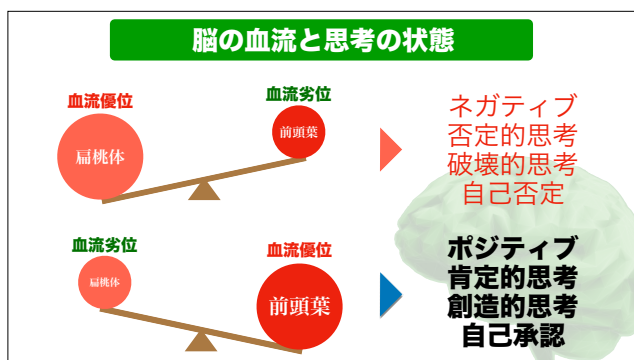 脳の血流と思考の状態
血流優位
扁桃体
血流劣位
前頭葉
ネガティブ
否定的思考
破壊的思考
自己否定
血流劣位
扁桃体
血流優位
前頭葉
ポジティブ
肯定的思考
創造的思考
自己承認